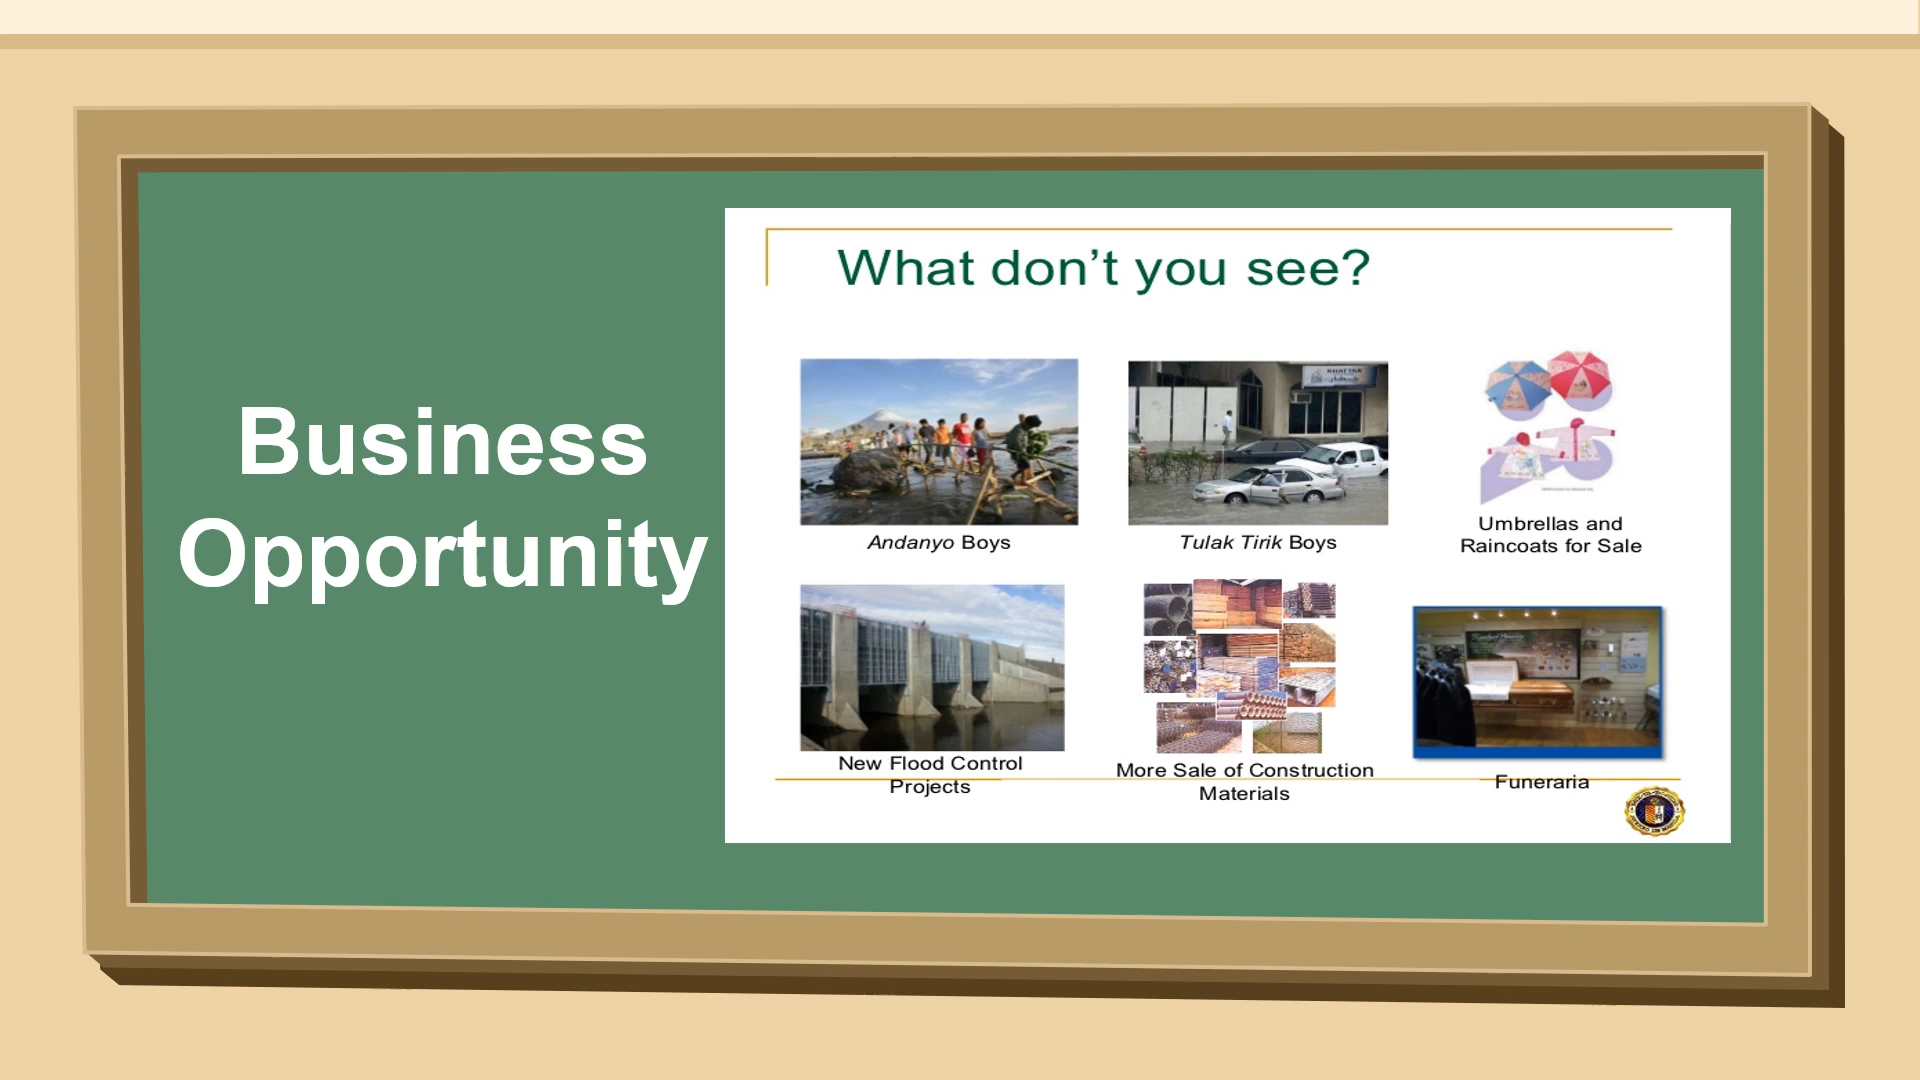 Business
Opportunity
What don't you see?
KHATTAR
Andanyo Boys
Tulak Tirik Boys
Umbrellas and
Raincoats for Sale
New Flood Control
Projects
More Sale of Construction
Materials
Funeraria